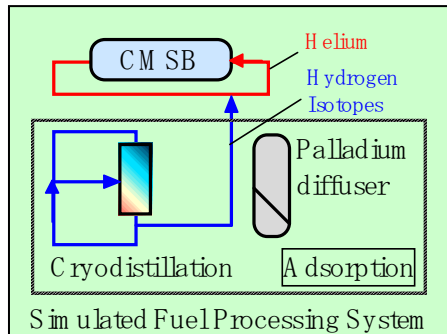 CMSB
Helium
Hydrogen
Isotopes
Palladium
diffuser
Cryodistillation
Adsorption
Simulated Fuel Processing System